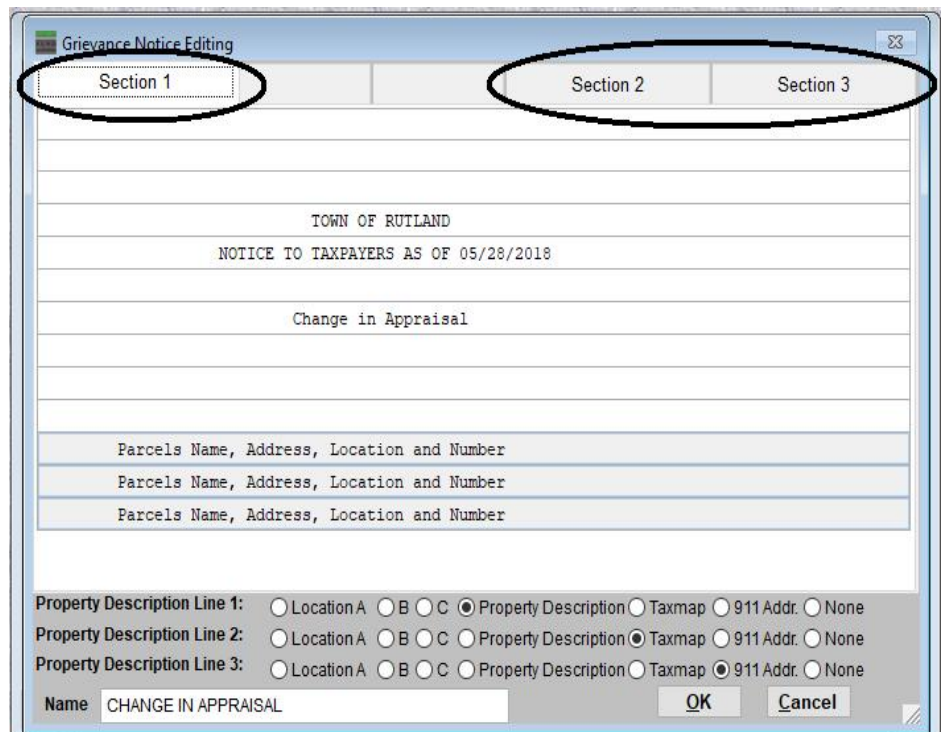 Grievance Notice Editing
Section 1 Section 2 Section 3
TOWN OF RUTLAND
NOTICE TO TAXPAYERS AS OF 05/28/2018
Change in Appraisal
Parcels Name, Address, Location and Number
Parcels Name, Address, Location and Number
Parcels Name, Address, Location and Number
Property Description Line 1: Location A B C Property Description Taxmap 911 Addr. None
Property Description Line 2: Location A B C Property Description Taxmap 911 Addr. None
Property Description Line 3: Location A B C Property Description Taxmap 911 Addr. None
Name CHANGE IN APPRAISAL OK Cancel